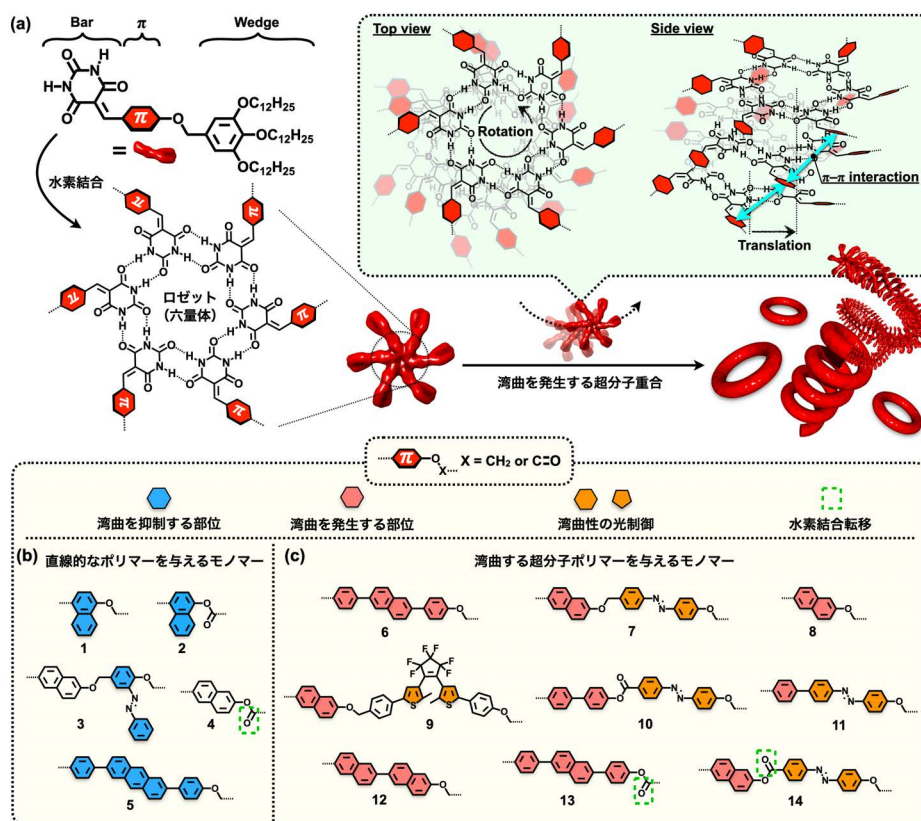 (a)
Bar
π
Wedge
Top view
Side view
OC12H25
OC12H25
OC12H25
π
=
水素結合
Rotation
π–π interaction
Translation
ロゼット
(六量体)
π
π
π
π
π
π
湾曲を発生する超分子重合
π
O
X
X = CH2 or C=O
湾曲を抑制する部位
湾曲を発生する部位
湾曲性の光制御
水素結合転移
(b) 直線的なポリマーを与えるモノマー
(c) 湾曲する超分子ポリマーを与えるモノマー
1
2
3
4
5
6
7
8
9
10
11
12
13
14